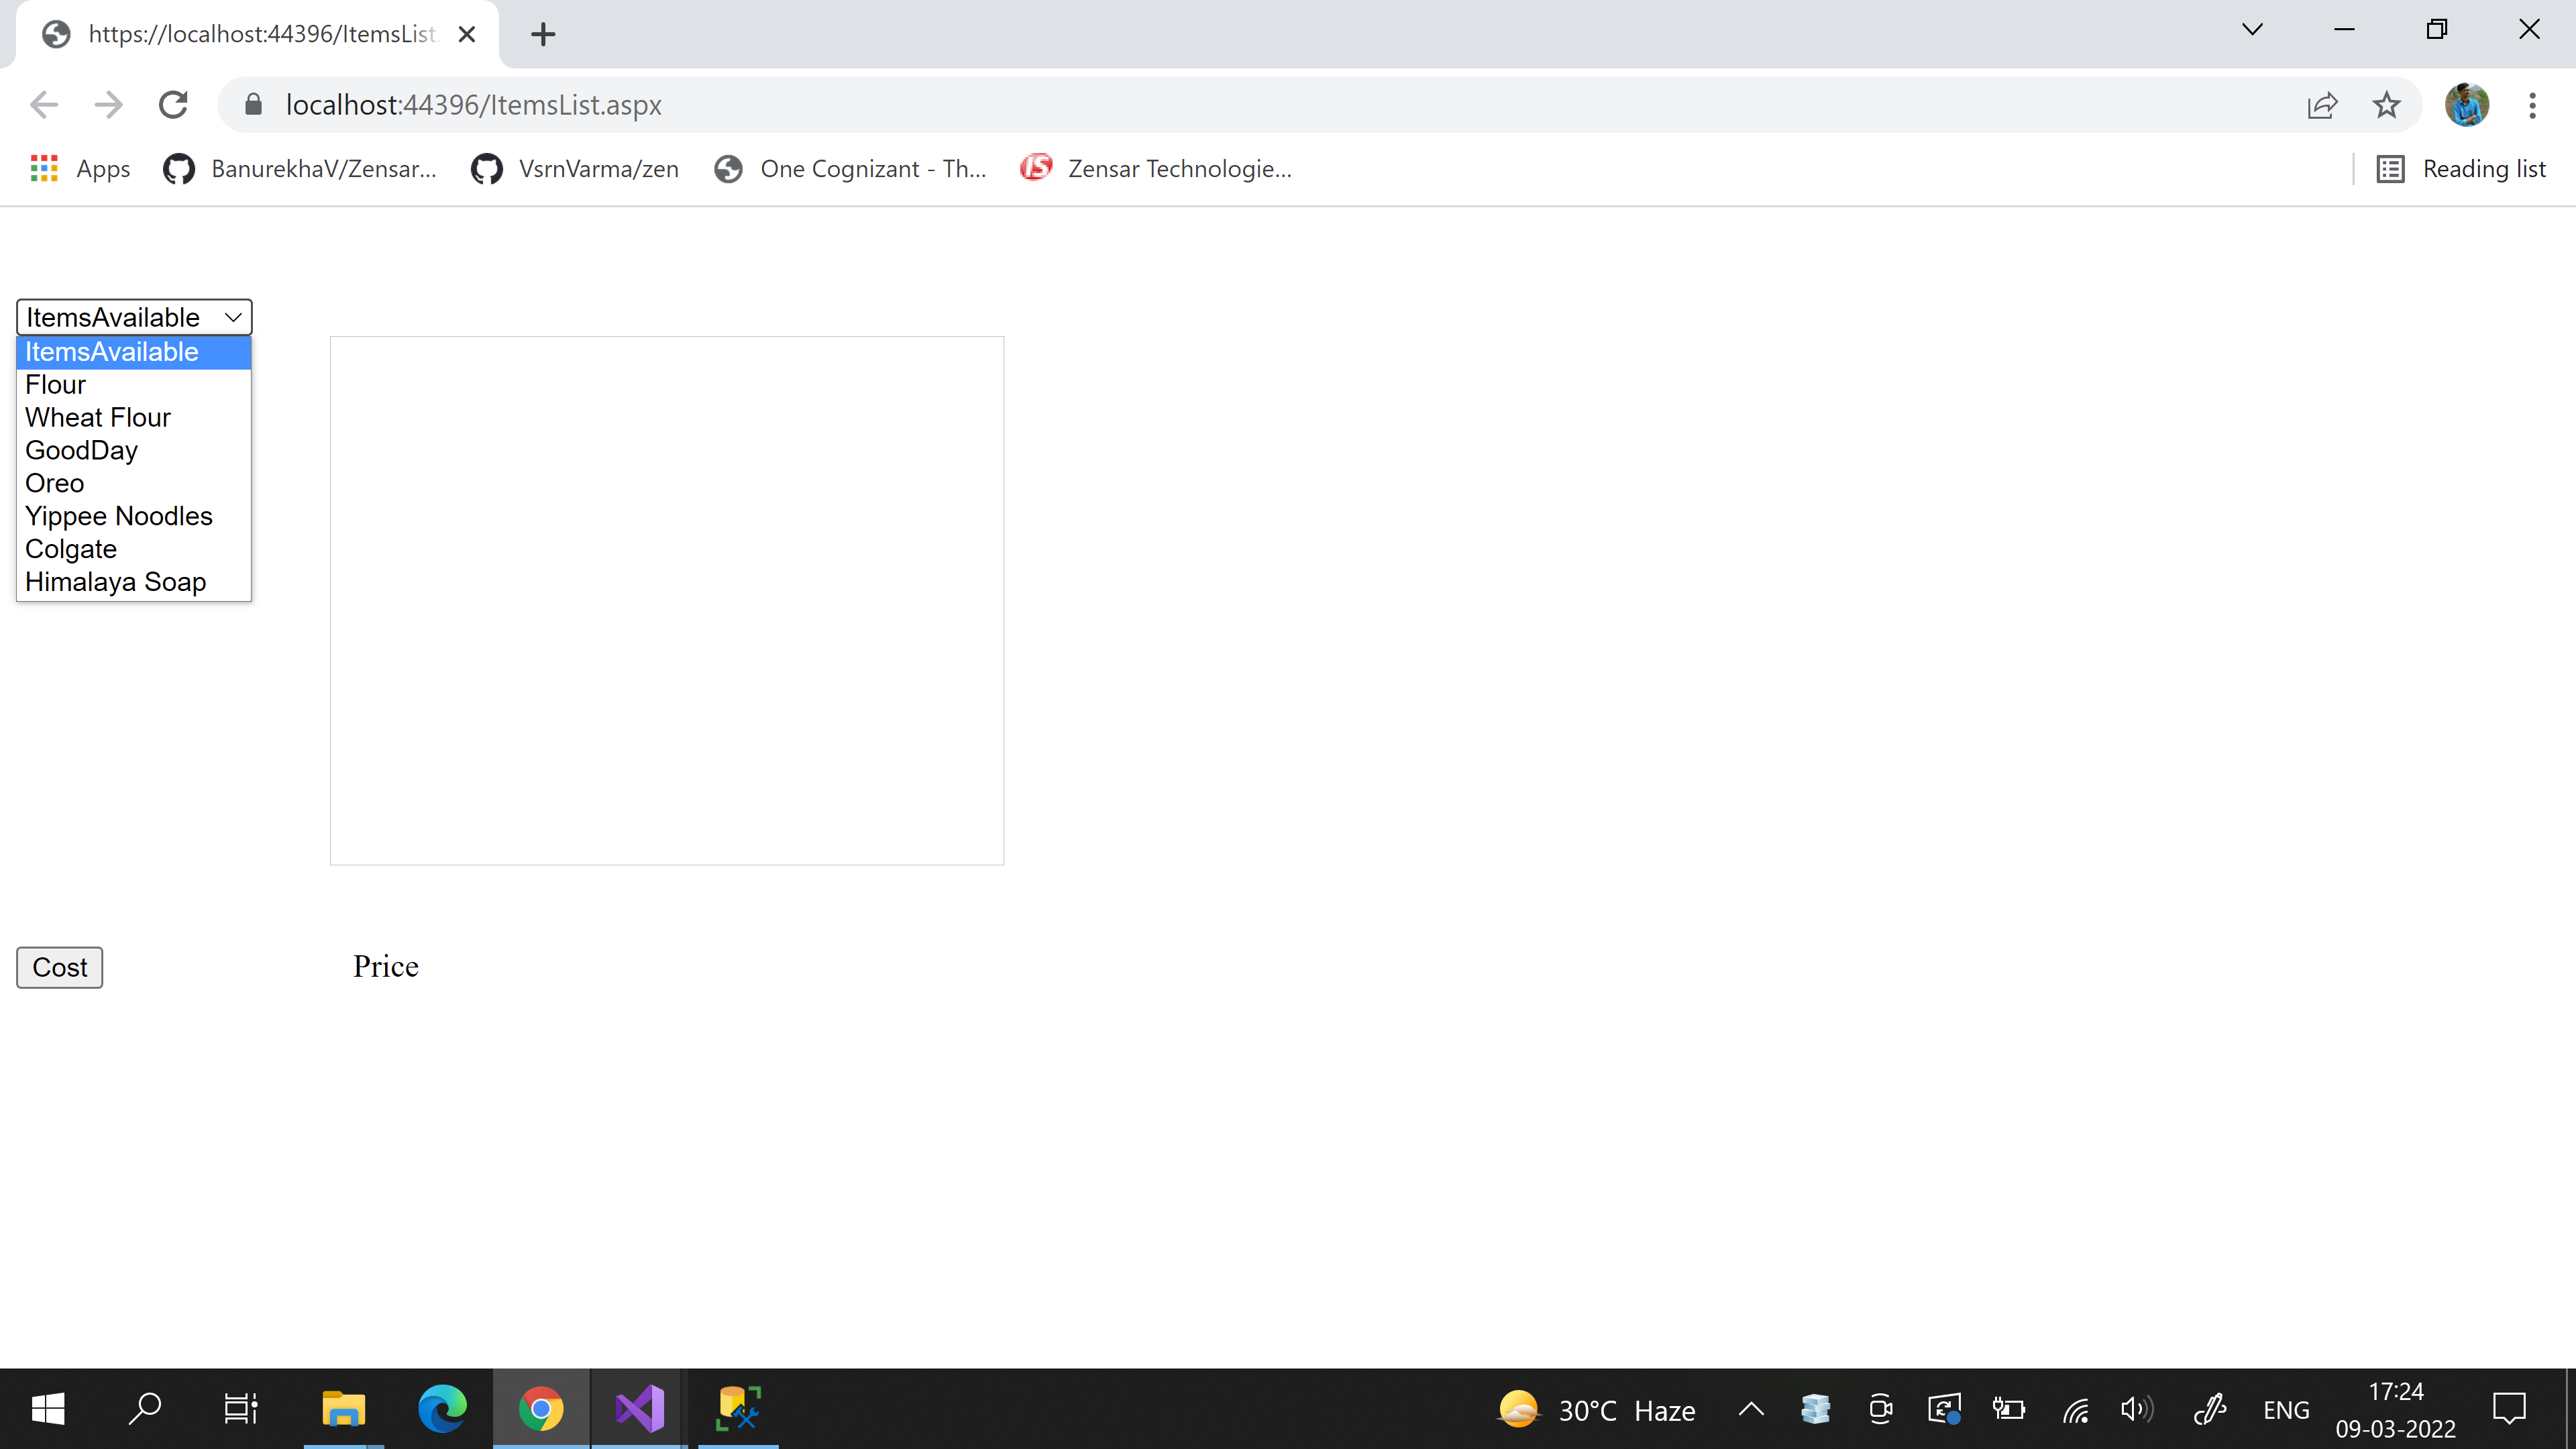 https://localhost:44396/ItemsList.
localhost:44396/ItemsList.aspx
Apps
BanurekhaV/Zensar...
VsrnVarma/zen
One Cognizant - Th...
Zensar Technologie...
Reading list
ItemsAvailable
ItemsAvailable
Flour
Wheat Flour
GoodDay
Oreo
Yippee Noodles
Colgate
Himalaya Soap
Cost
Price
30°C Haze
ENG
17:24
09-03-2022